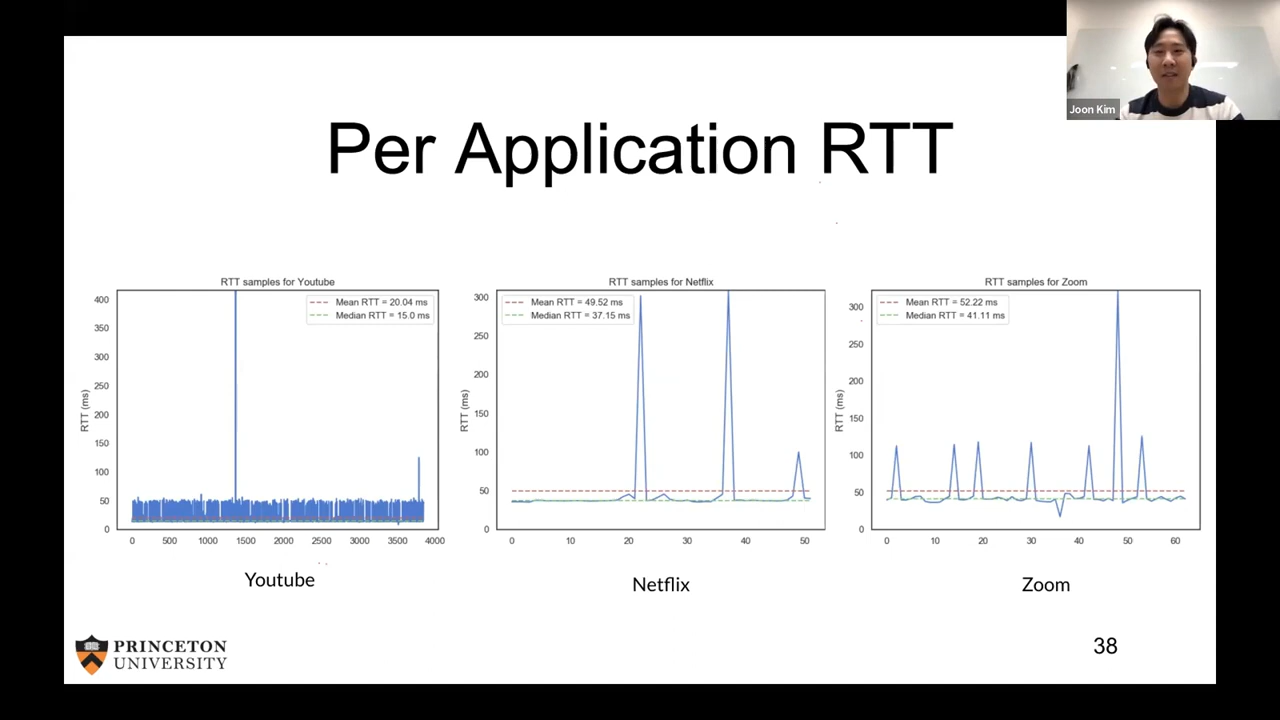 Joon Kim
Per Application RTT
RTT samples for Youtube
Mean RTT = 20.04 ms
Median RTT = 15.0 ms
RTT (ms)
400
350
300
250
200
150
100
50
0
0 500 1000 1500 2000 2500 3000 3500 4000
Youtube
RTT samples for Netflix
Mean RTT = 49.52 ms
Median RTT = 37.15 ms
RTT (ms)
300
250
200
150
100
50
0
0 10 20 30 40 50
Netflix
RTT samples for Zoom
Mean RTT = 52.22 ms
Median RTT = 41.11 ms
RTT (ms)
300
250
200
150
100
50
0
0 10 20 30 40 50 60
Zoom
PRINCETON
UNIVERSITY
38